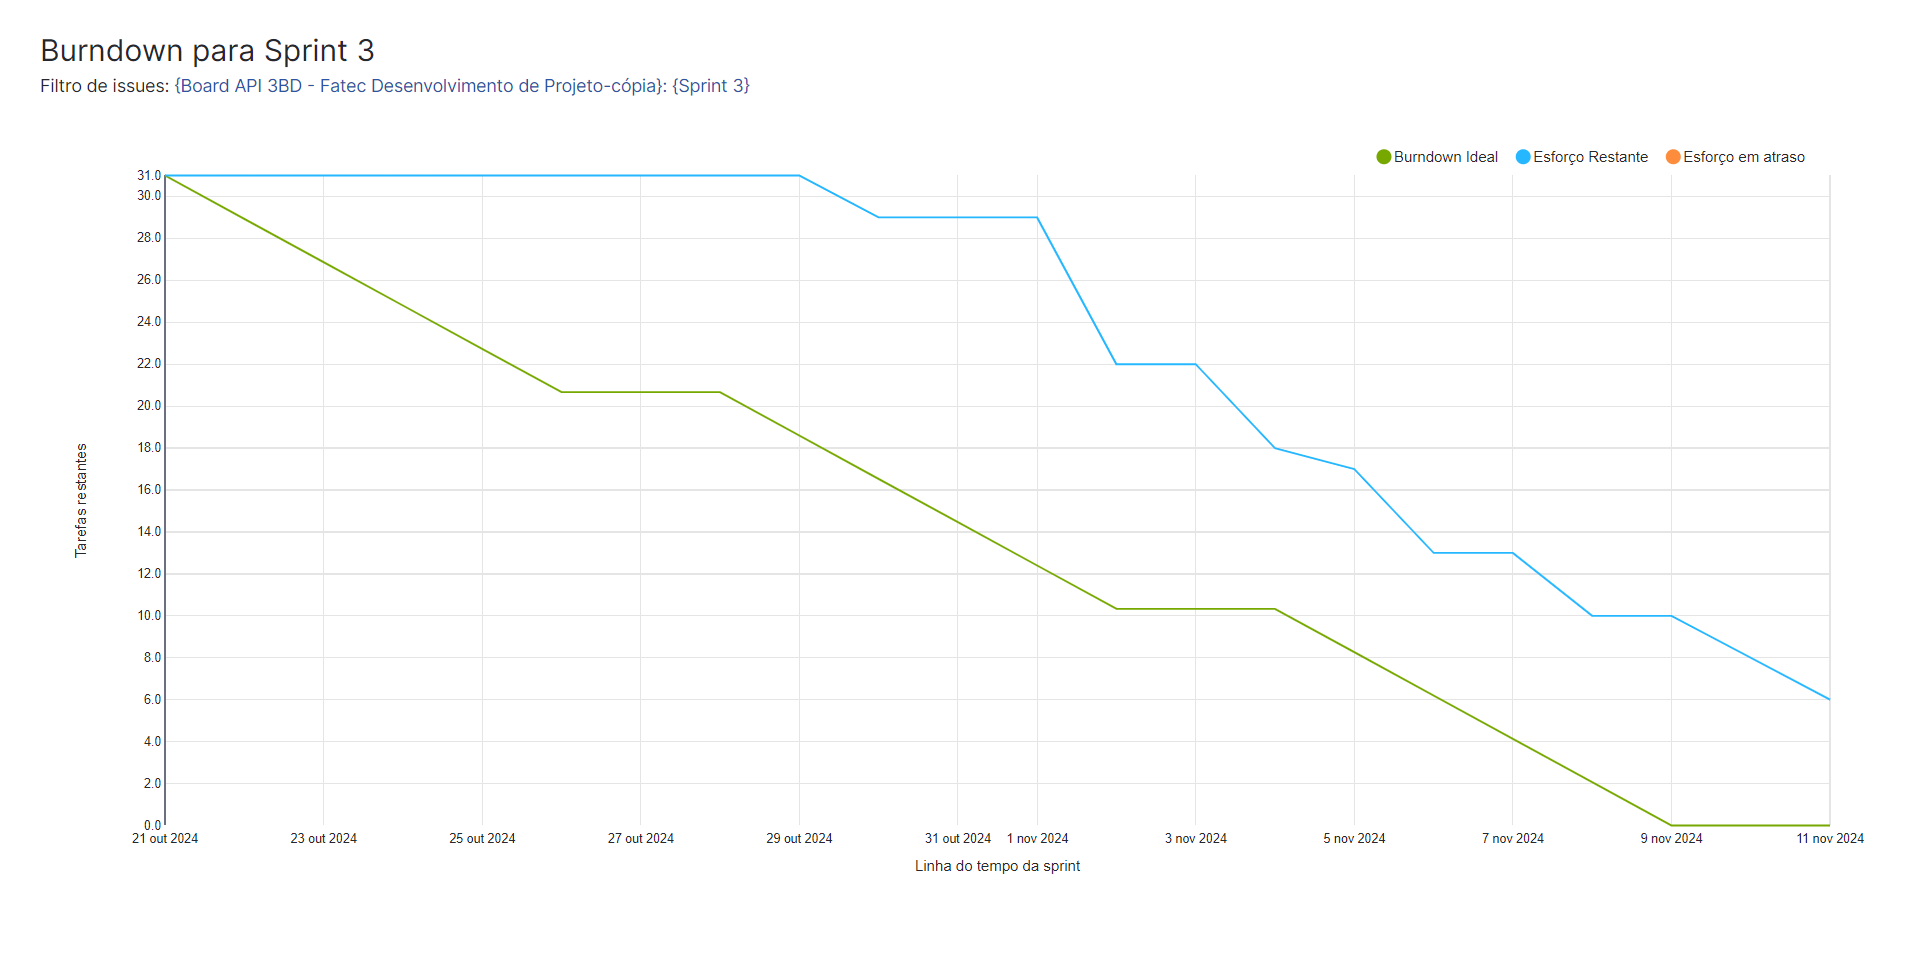 Burndown para Sprint 3
Filtro de issues: {Board API 3BD - Fatec Desenvolvimento de Projeto-cópia}: {Sprint 3}
Burndown Ideal Esforço Restante Esforço em atraso
31.0
30.0
28.0
26.0
24.0
22.0
20.0
18.0
16.0
14.0
12.0
10.0
8.0
6.0
4.0
2.0
0.0
Tarefas restantes
21 out 2024 23 out 2024 25 out 2024 27 out 2024 29 out 2024 31 out 2024 1 nov 2024 3 nov 2024 5 nov 2024 7 nov 2024 9 nov 2024 11 nov 2024
Linha do tempo da sprint